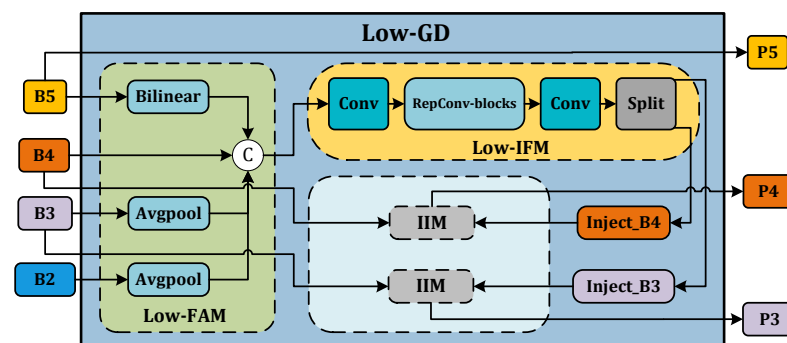 Low-GD
P5
B5
Bilinear
Conv
RepConv-blocks
Conv
Split
B4
C
Low-IFM
P4
B3
Avgpool
IIM
Inject_B4
B2
Avgpool
IIM
Inject_B3
Low-FAM
P3